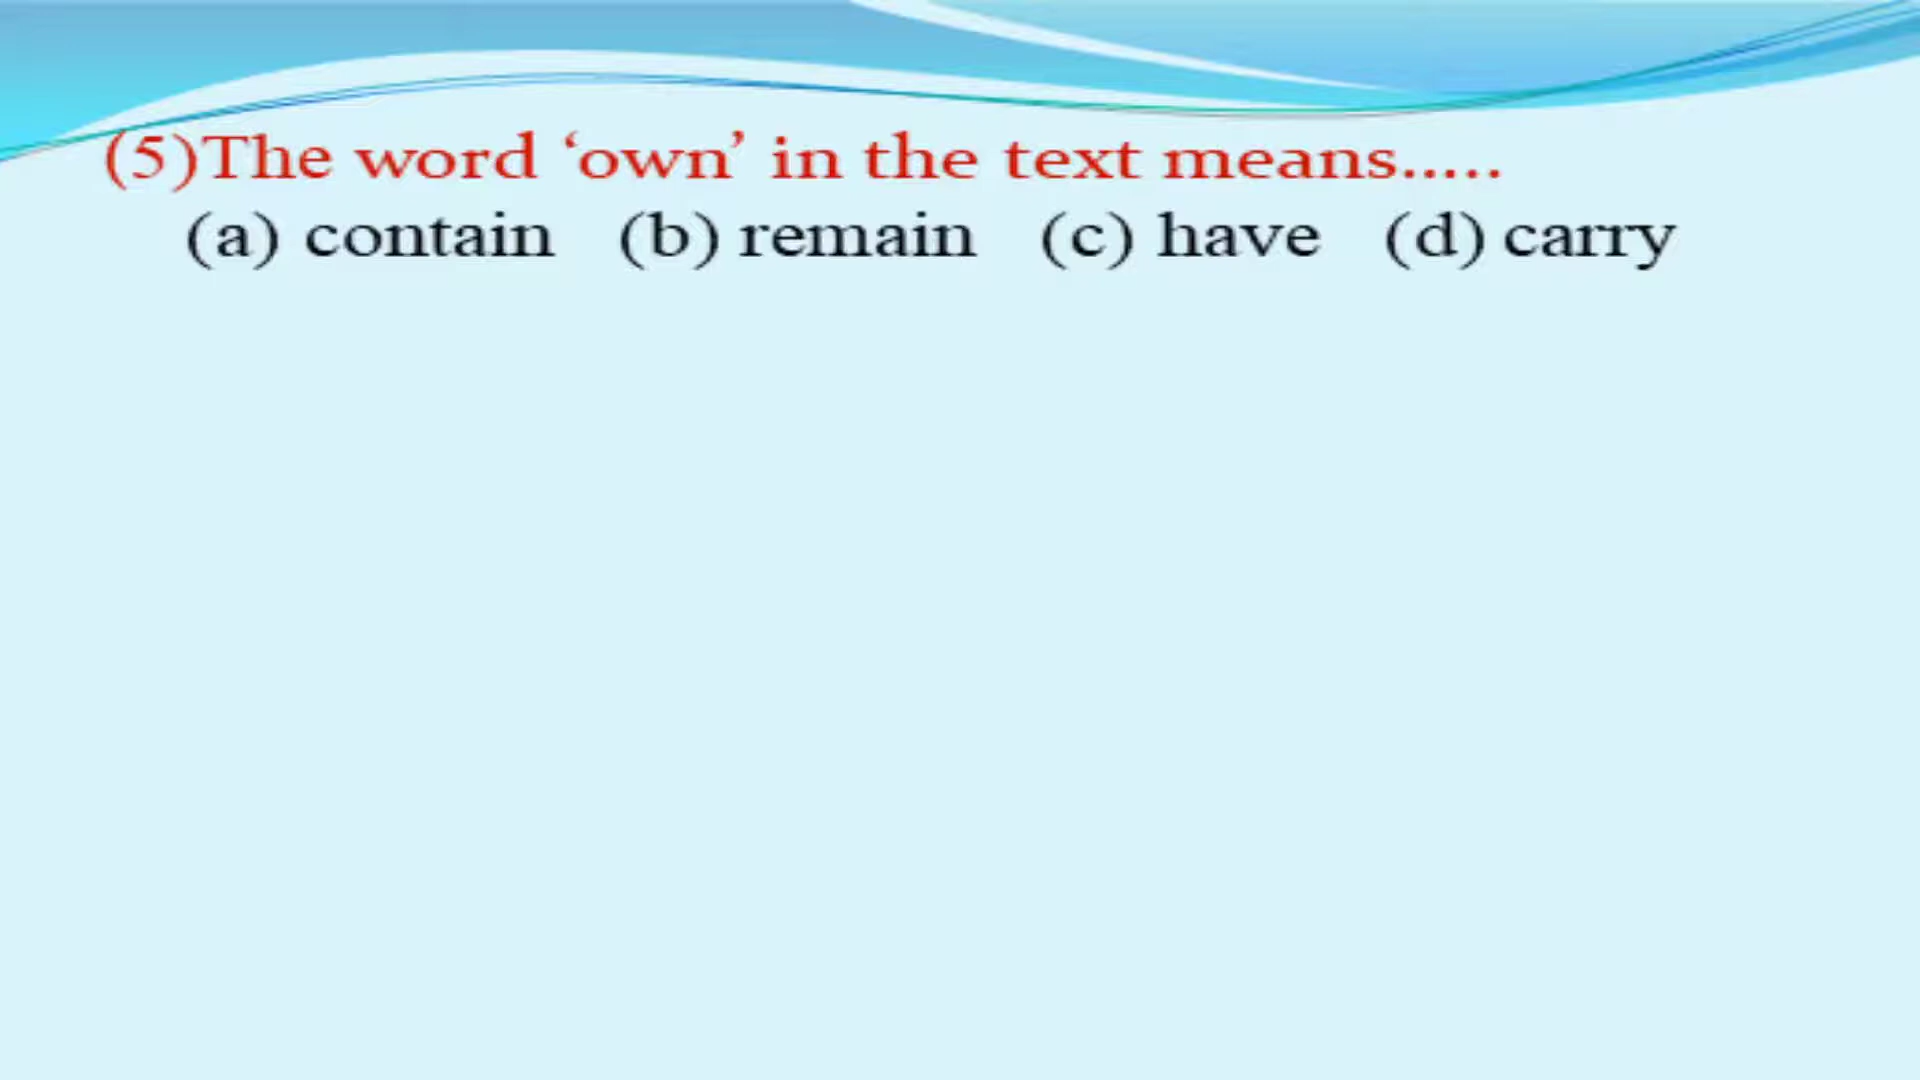 (5)The word ‘own’ in the text means.....
(a) contain (b) remain (c) have (d) carry